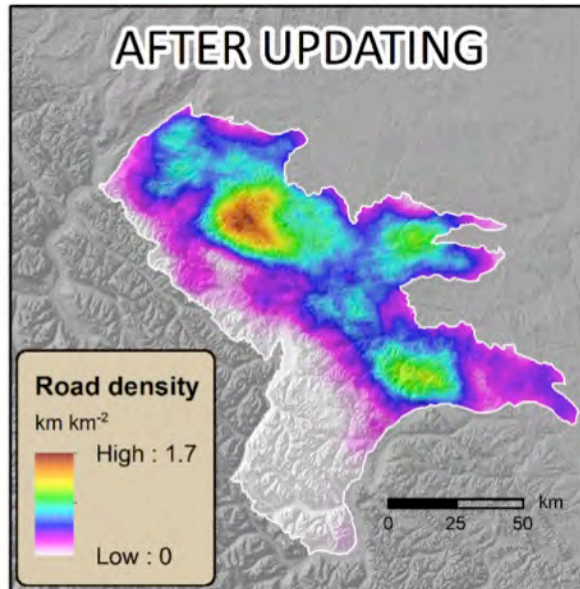 AFTER UPDATING
Road density
km km⁻²
High : 1.7
Low : 0
km
0 25 50